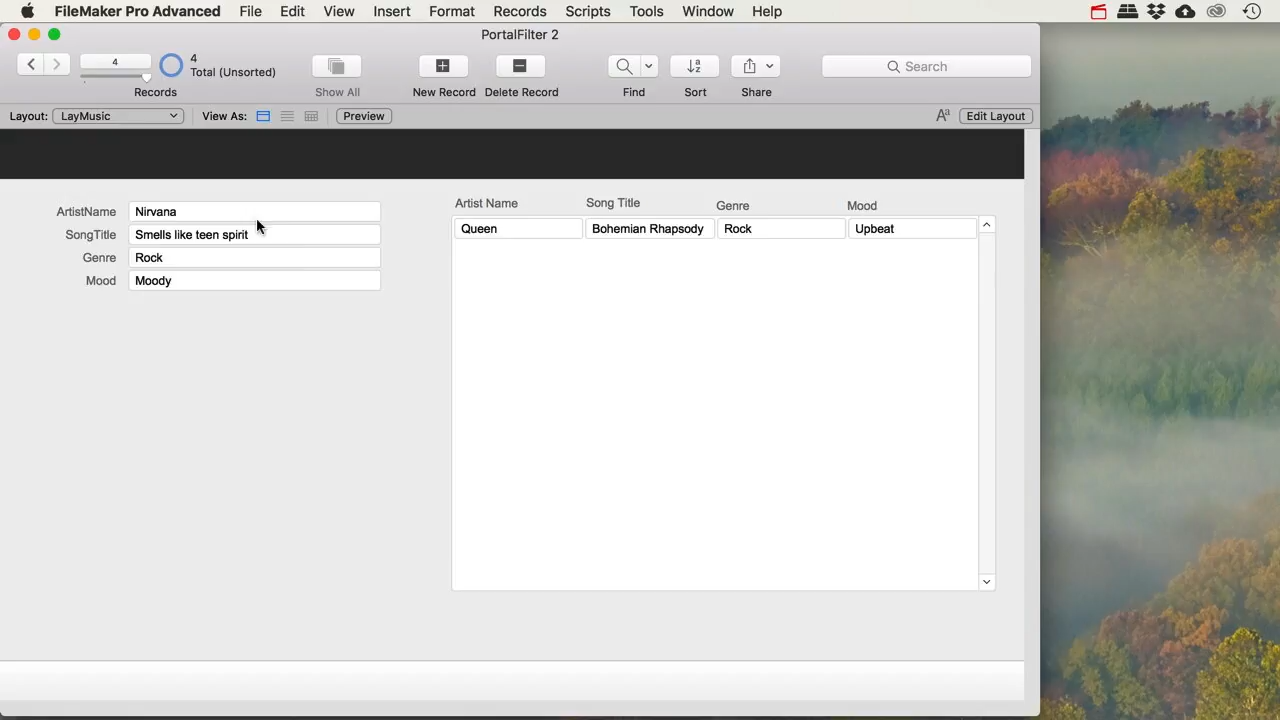 FileMaker Pro Advanced File Edit View Insert Format Records Scripts Tools Window Help
PortalFilter 2
4 4
Total (Unsorted)
Search
Records Show All New Record Delete Record Find Sort Share
Layout: LayMusic View As: Preview Aa Edit Layout
ArtistName Nirvana
SongTitle Smells like teen spirit
Genre Rock
Mood Moody
Artist Name Song Title Genre Mood
Queen Bohemian Rhapsody Rock Upbeat